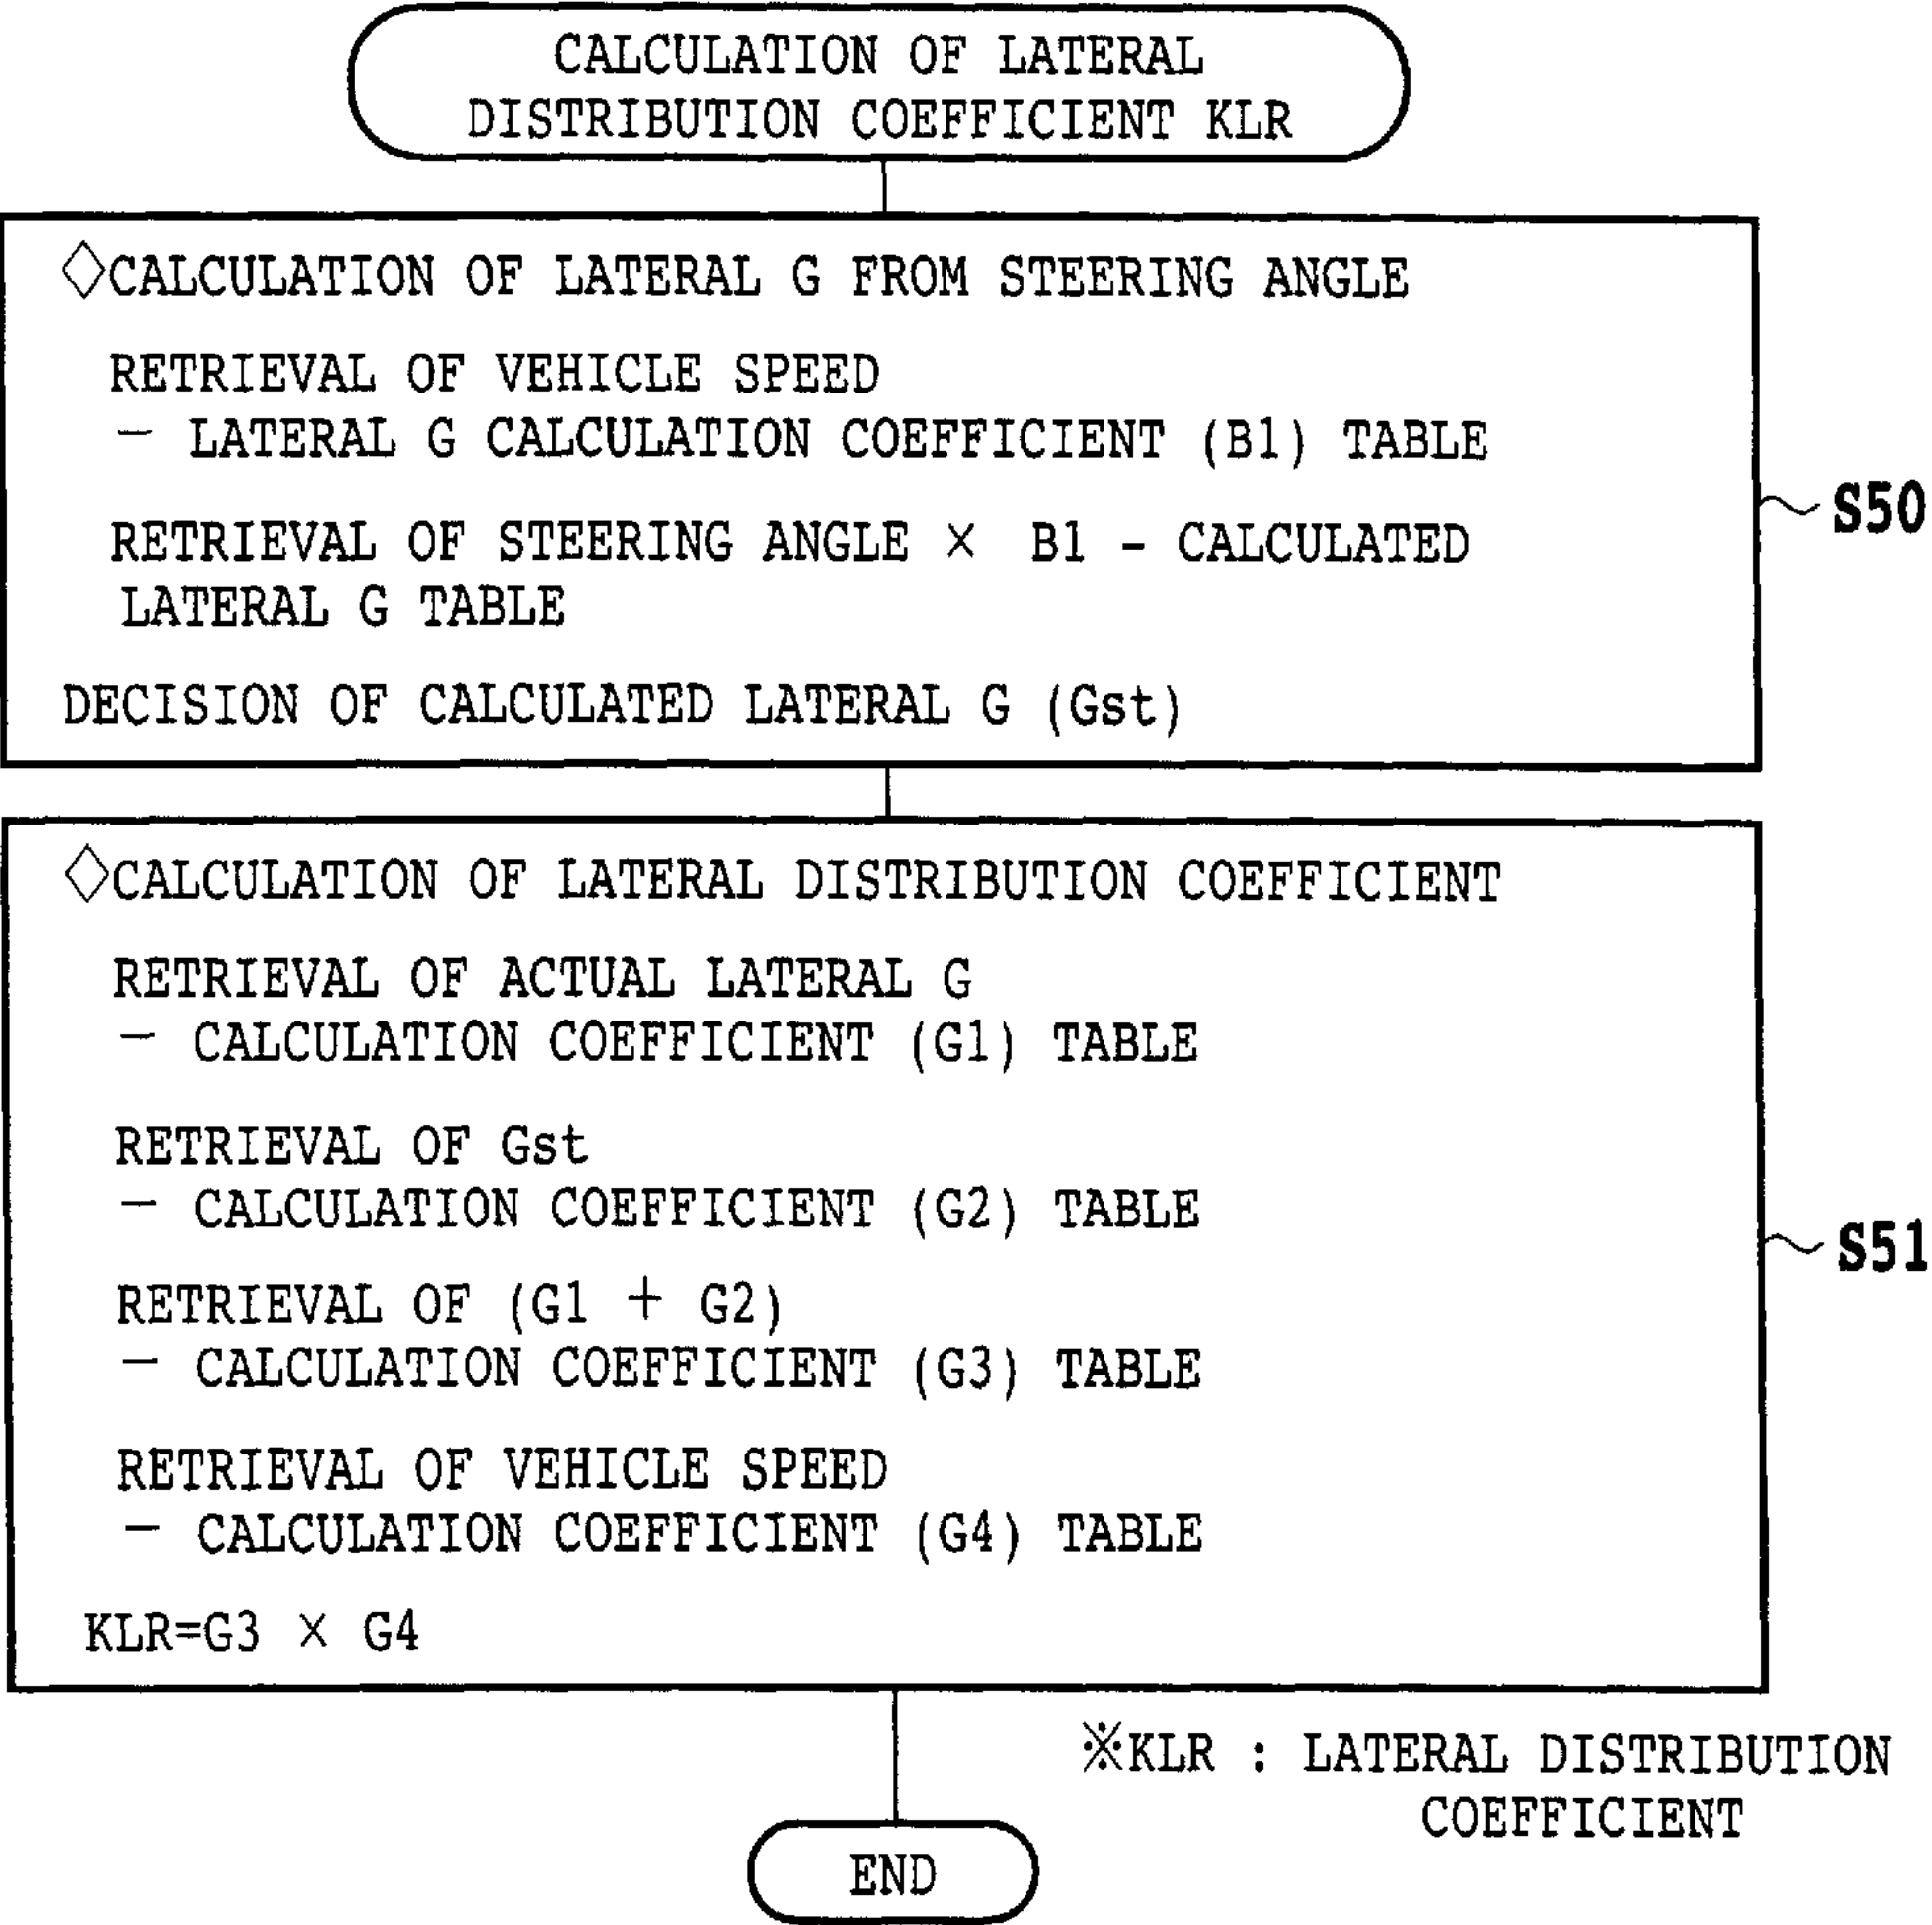 CALCULATION OF LATERAL
DISTRIBUTION COEFFICIENT KLR
◇CALCULATION OF LATERAL G FROM STEERING ANGLE
RETRIEVAL OF VEHICLE SPEED
— LATERAL G CALCULATION COEFFICIENT (B1) TABLE
RETRIEVAL OF STEERING ANGLE × B1 - CALCULATED
LATERAL G TABLE
DECISION OF CALCULATED LATERAL G (Gst)
S50
◇CALCULATION OF LATERAL DISTRIBUTION COEFFICIENT
RETRIEVAL OF ACTUAL LATERAL G
— CALCULATION COEFFICIENT (G1) TABLE
RETRIEVAL OF Gst
— CALCULATION COEFFICIENT (G2) TABLE
RETRIEVAL OF (G1 + G2)
— CALCULATION COEFFICIENT (G3) TABLE
RETRIEVAL OF VEHICLE SPEED
— CALCULATION COEFFICIENT (G4) TABLE
KLR=G3 × G4
S51
※KLR : LATERAL DISTRIBUTION
COEFFICIENT
END